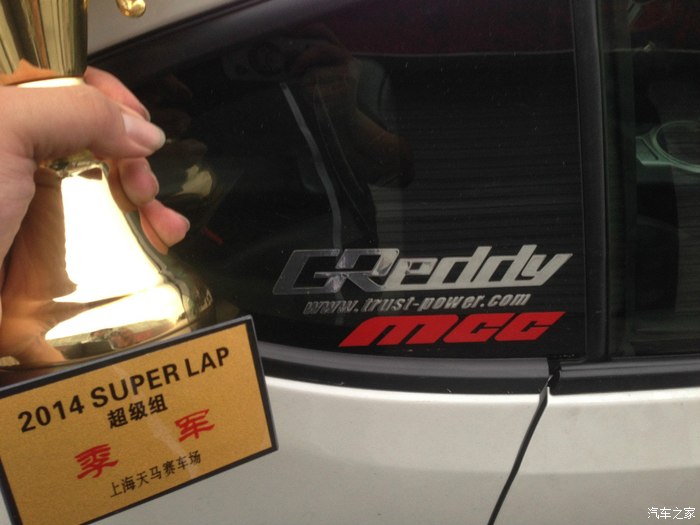 GReddy
www.trust-power.com
mcc
2014 SUPER LAP
超级组
季 军
上海天马赛车场
汽车之家